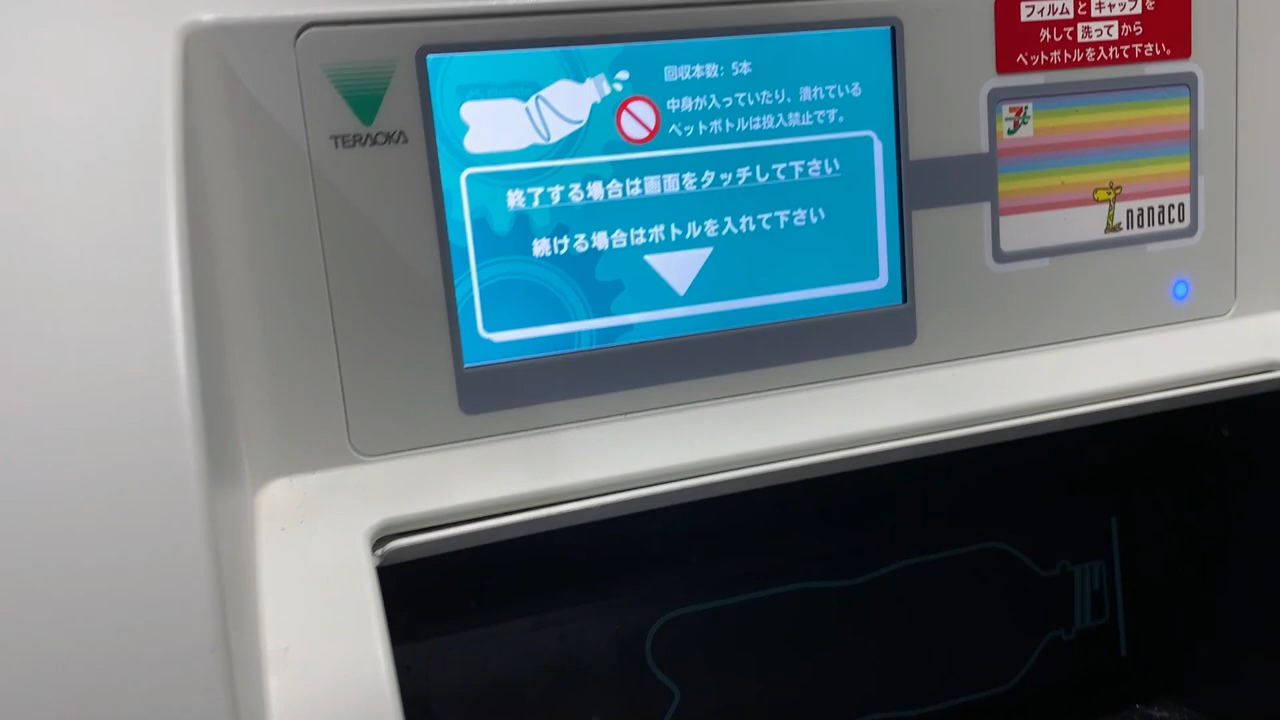 フィルム と キャップ を
外して 洗って から
ペットボトルを入れて下さい。
TERAOKA
回収本数: 5本
中身が入っていたり、潰れている
ペットボトルは投入禁止です。
終了する場合は画面をタッチして下さい
続ける場合はボトルを入れて下さい
7
nanaco